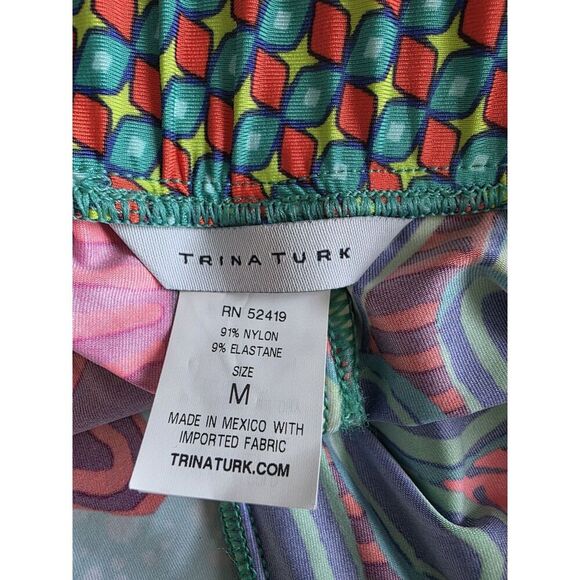 TRINA TURK
RN 52419
91% NYLON
9% ELASTANE
SIZE
M
MADE IN MEXICO WITH
IMPORTED FABRIC
TRINATURK.COM